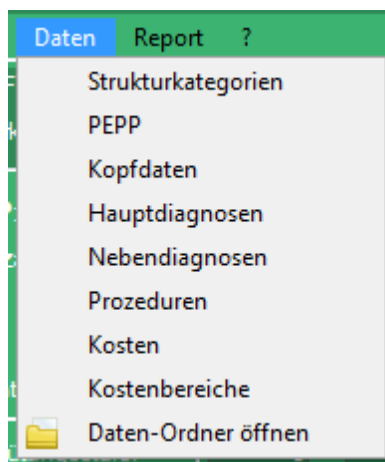 Daten Report ?
Strukturkategorien
PEPP
Kopfdaten
Hauptdiagnosen
Nebendiagnosen
Prozeduren
Kosten
Kostenbereiche
Daten-Ordner öffnen